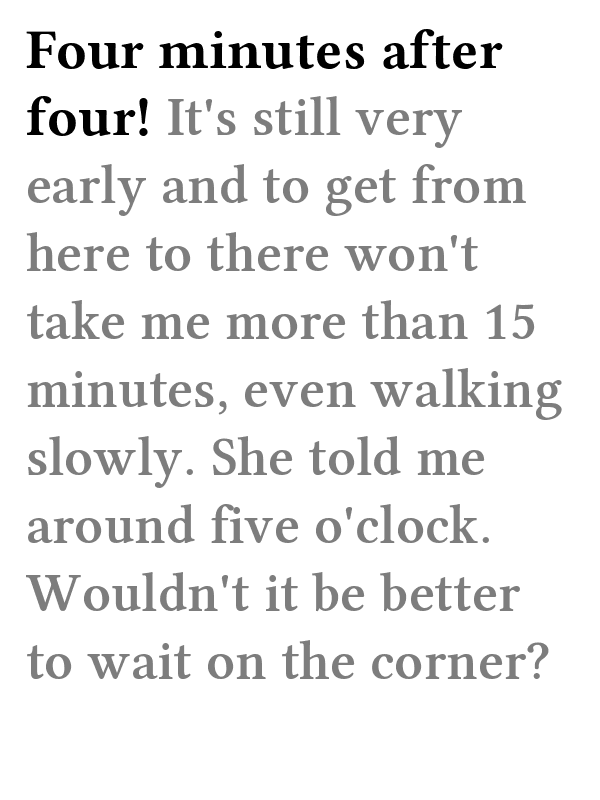 Four minutes after
four! It's still very
early and to get from
here to there won't
take me more than 15
minutes, even walking
slowly. She told me
around five o'clock.
Wouldn't it be better
to wait on the corner?